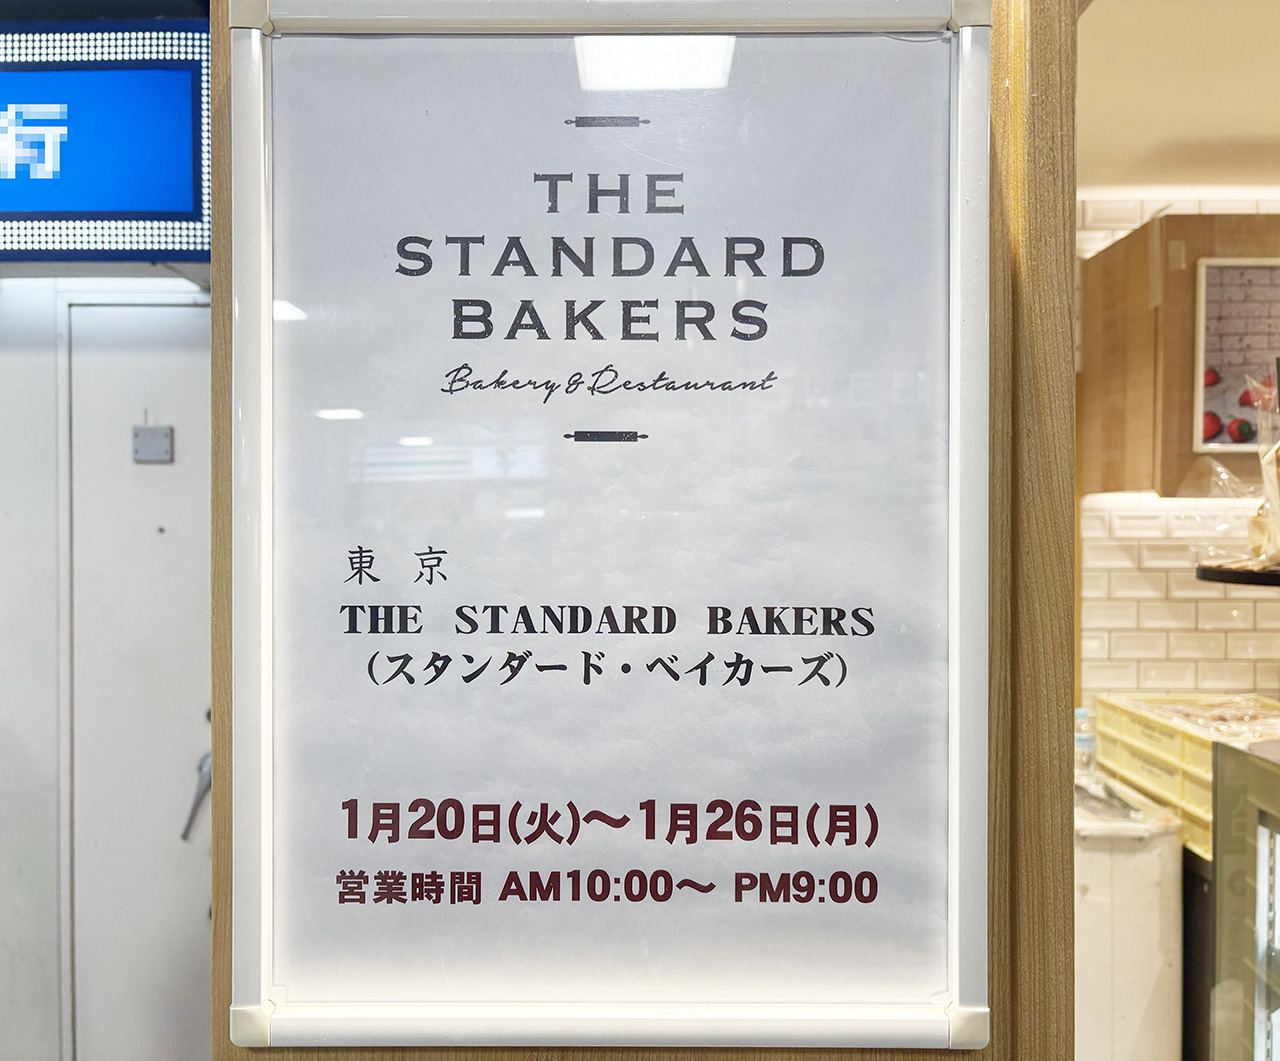 THE
STANDARD
BAKERS
Bakery & Restaurant
東 京
THE STANDARD BAKERS
(スタンダード・ベイカーズ)
1月20日(火)〜1月26日(月)
営業時間 AM10:00〜 PM9:00